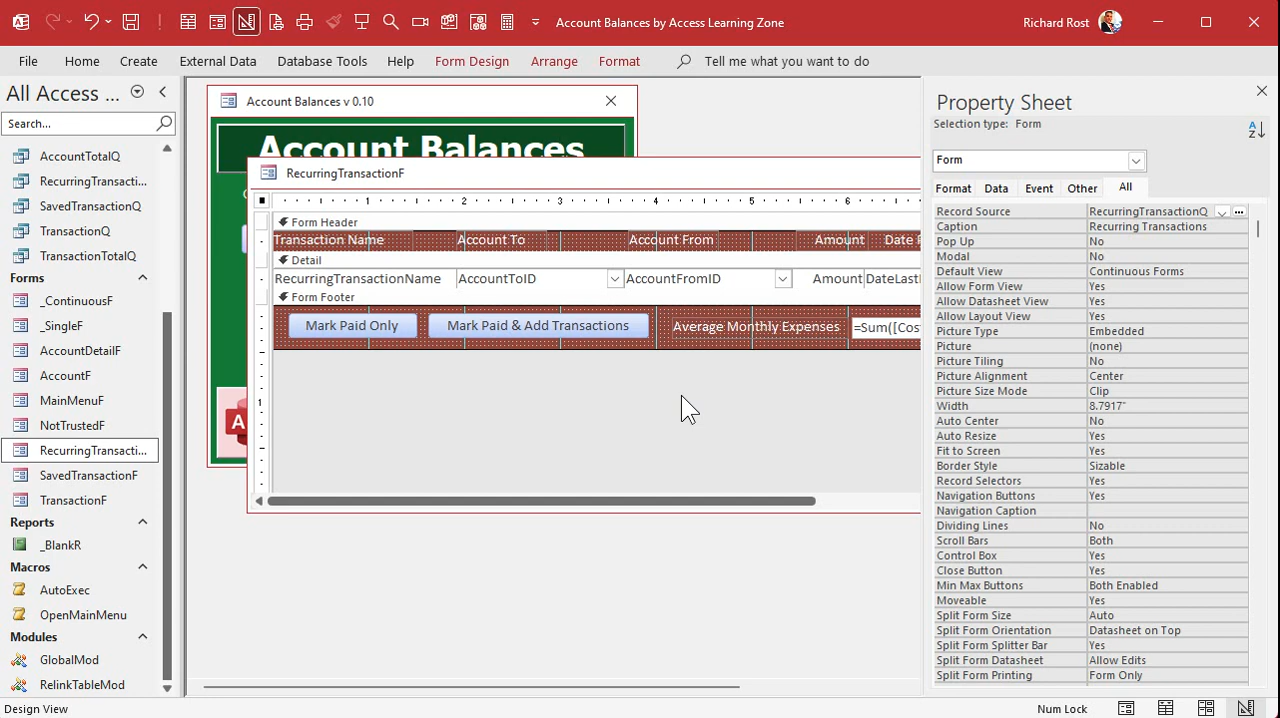 Account Balances by Access Learning Zone
Richard Rost
File Home Create External Data Database Tools Help Form Design Arrange Format Tell me what you want to do
All Access ...
Search...
AccountTotalQ
RecurringTransacti...
SavedTransactionQ
TransactionQ
TransactionTotalQ
Forms
_ContinuousF
_SingleF
AccountDetailF
AccountF
MainMenuF
NotTrustedF
RecurringTransacti...
SavedTransactionF
TransactionF
Reports
_BlankR
Macros
AutoExec
OpenMainMenu
Modules
GlobalMod
RelinkTableMod
Account Balances v 0.10
Account Balances
A
RecurringTransactionF
1 2 3 4 5 6
Form Header
Transaction Name Account To Account From Amount Date P
Detail
RecurringTransactionName AccountToID AccountFromID Amount DateLast
Form Footer
Mark Paid Only Mark Paid & Add Transactions Average Monthly Expenses =Sum([Cos
1
Property Sheet
Selection type: Form
Form
Format Data Event Other All
Record Source RecurringTransactionQ
Caption Recurring Transactions
Pop Up No
Modal No
Default View Continuous Forms
Allow Form View Yes
Allow Datasheet View Yes
Allow Layout View Yes
Picture Type Embedded
Picture (none)
Picture Tiling No
Picture Alignment Center
Picture Size Mode Clip
Width 8.7917"
Auto Center No
Auto Resize Yes
Fit to Screen Yes
Border Style Sizable
Record Selectors Yes
Navigation Buttons Yes
Navigation Caption
Dividing Lines No
Scroll Bars Both
Control Box Yes
Close Button Yes
Min Max Buttons Both Enabled
Moveable Yes
Split Form Size Auto
Split Form Orientation Datasheet on Top
Split Form Splitter Bar Yes
Split Form Datasheet Allow Edits
Split Form Printing Form Only
Design View
Num Lock